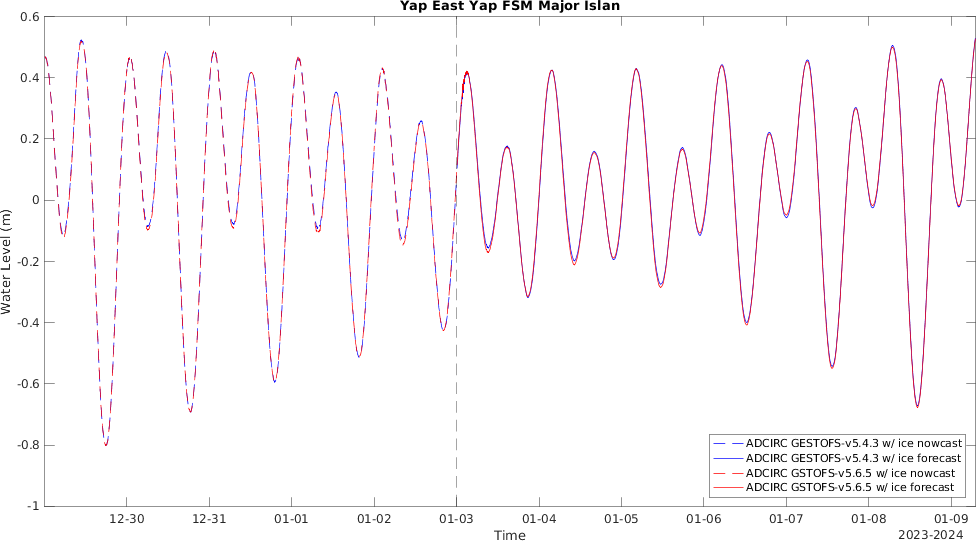 Yap East Yap FSM Major Islan
0.6
0.4
0.2
0
-0.2
-0.4
-0.6
-0.8
-1
Water Level (m)
ADCIRC GESTOFS-v5.4.3 w/ ice nowcast
ADCIRC GESTOFS-v5.4.3 w/ ice forecast
ADCIRC GSTOFS-v5.6.5 w/ ice nowcast
ADCIRC GSTOFS-v5.6.5 w/ ice forecast
12-30 12-31 01-01 01-02 01-03 01-04 01-05 01-06 01-07 01-08 01-09
Time
2023-2024